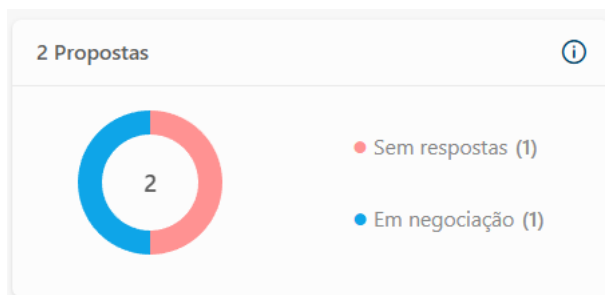 2 Propostas
2
Sem respostas (1)
Em negociação (1)